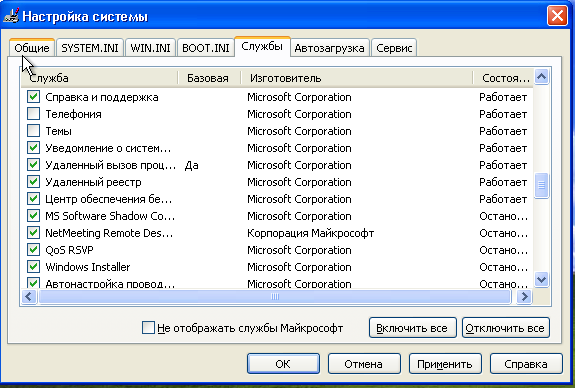 Настройка системы
Общие SYSTEM.INI WIN.INI BOOT.INI Службы Автозагрузка Сервис
Служба Базовая Изготовитель Состоя...
Справка и поддержка Microsoft Corporation Работает
Телефония Microsoft Corporation Работает
Темы Microsoft Corporation Работает
Уведомление о систем... Microsoft Corporation Работает
Удаленный вызов проц... Да Microsoft Corporation Работает
Удаленный реестр Microsoft Corporation Работает
Центр обеспечения бе... Microsoft Corporation Работает
MS Software Shadow Co... Microsoft Corporation Остано...
NetMeeting Remote Des... Корпорация Майкрософт Остано...
QoS RSVP Microsoft Corporation Остано...
Windows Installer Microsoft Corporation Остано...
Автонастройка провод... Microsoft Corporation Остано...
Не отображать службы Майкрософт Включить все Отключить все
OK Отмена Применить Справка